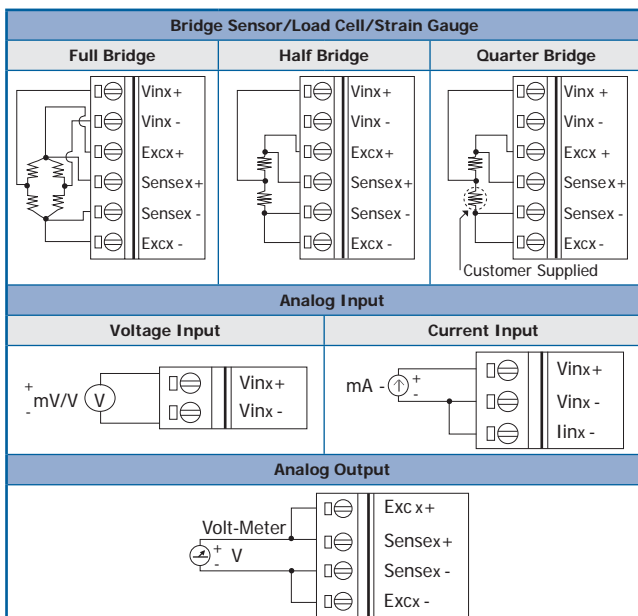 Bridge Sensor/Load Cell/Strain Gauge
Full Bridge
Half Bridge
Quarter Bridge
Vinx+
Vinx -
Excx+
Sensex+
Sensex -
Excx -
Vinx+
Vinx -
Excx+
Sensex+
Sensex -
Excx -
Vinx +
Vinx -
Excx +
Sensex+
Sensex -
Excx -
Customer Supplied
Analog Input
Voltage Input
Current Input
+
- mV/V
V
Vinx+
Vinx -
mA -
+
-
Vinx+
Vinx -
Iinx -
Analog Output
Volt-Meter
+
- V
Exc x+
Sensex+
Sensex -
Excx -